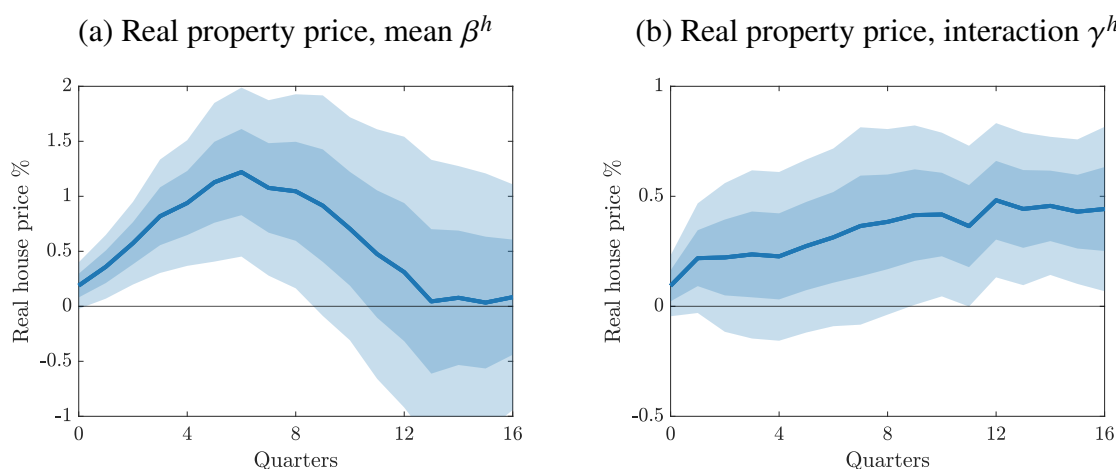 (a) Real property price, mean β^h
Real house price %
2
1.5
1
0.5
0
-0.5
-1
0 4 8 12 16
Quarters
(b) Real property price, interaction γ^h
Real house price %
1
0.5
0
-0.5
0 4 8 12 16
Quarters